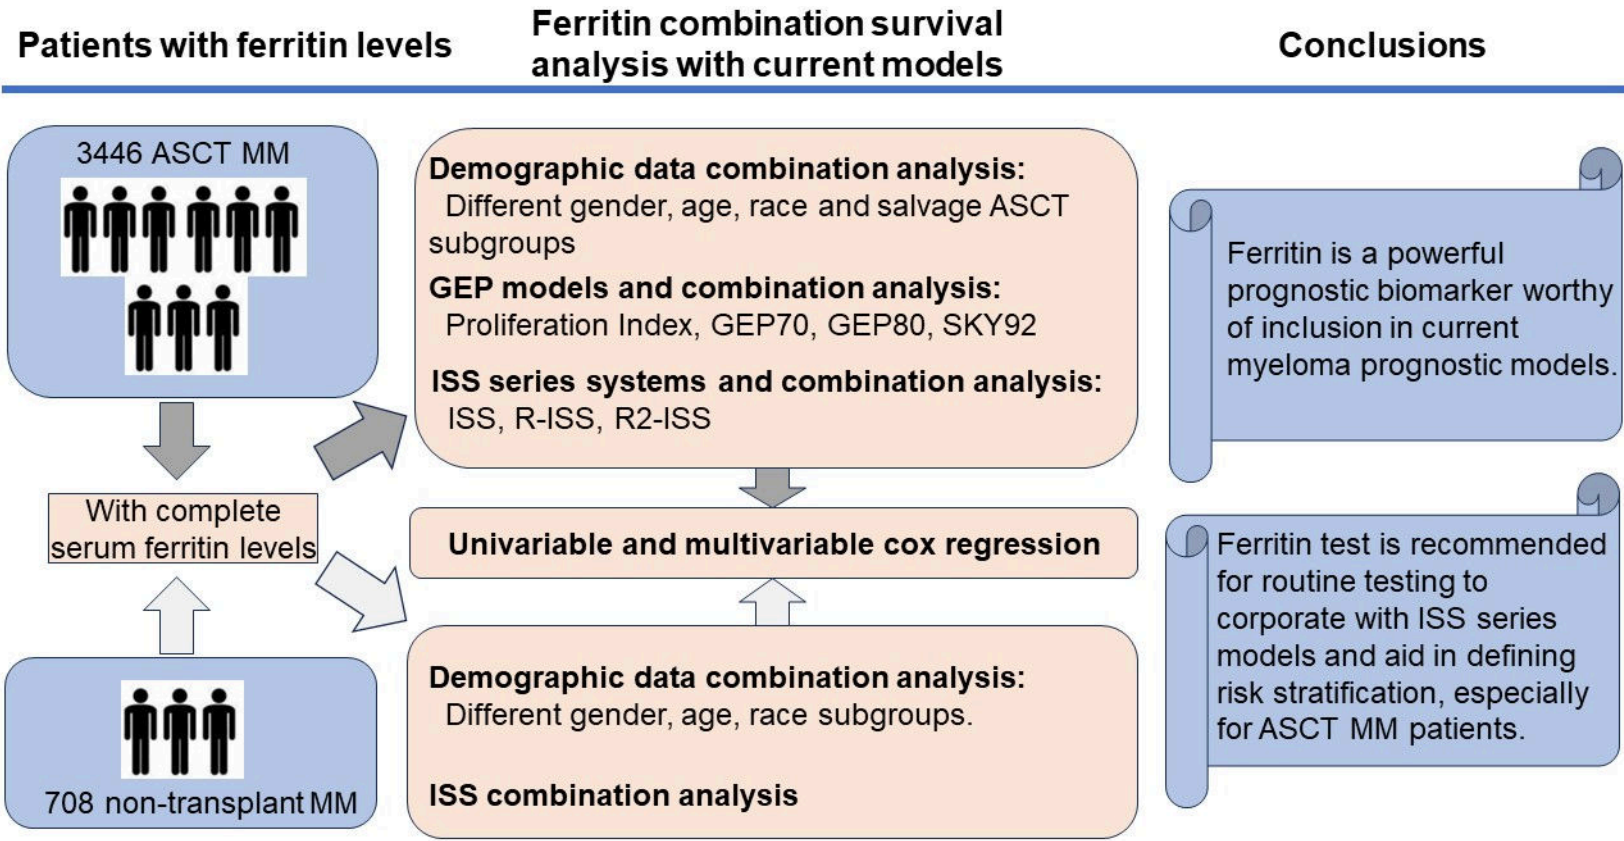 Patients with ferritin levels
Ferritin combination survival
analysis with current models
Conclusions
3446 ASCT MM
With complete
serum ferritin levels
708 non-transplant MM
Demographic data combination analysis:
Different gender, age, race and salvage ASCT
subgroups
GEP models and combination analysis:
Proliferation Index, GEP70, GEP80, SKY92
ISS series systems and combination analysis:
ISS, R-ISS, R2-ISS
Univariable and multivariable cox regression
Demographic data combination analysis:
Different gender, age, race subgroups.
ISS combination analysis
Ferritin is a powerful
prognostic biomarker worthy
of inclusion in current
myeloma prognostic models.
Ferritin test is recommended
for routine testing to
corporate with ISS series
models and aid in defining
risk stratification, especially
for ASCT MM patients.